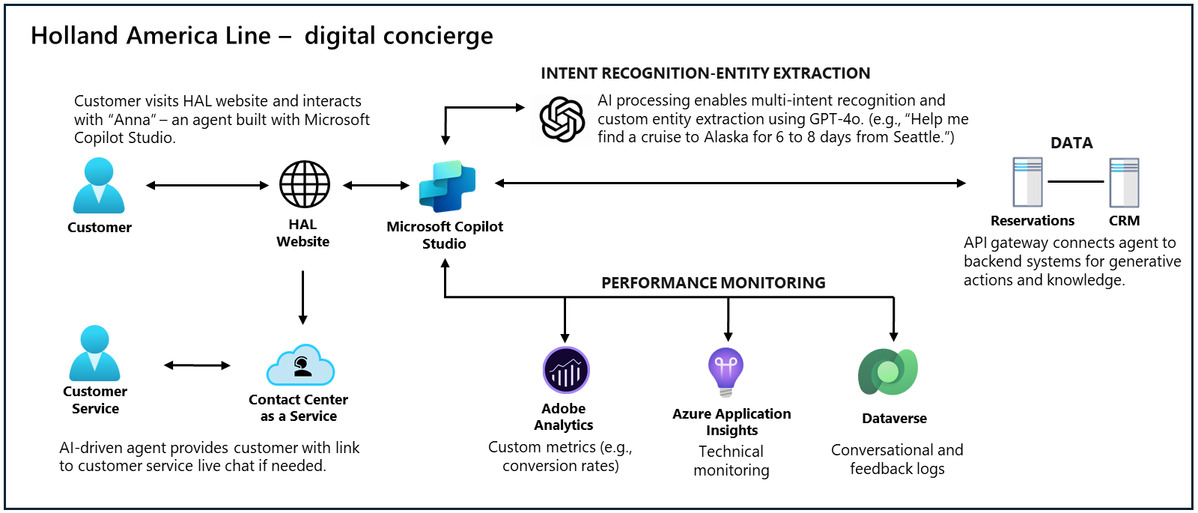 Holland America Line – digital concierge
INTENT RECOGNITION-ENTITY EXTRACTION
Customer visits HAL website and interacts
with “Anna” – an agent built with Microsoft
Copilot Studio.
AI processing enables multi-intent recognition and
custom entity extraction using GPT-4o. (e.g., “Help me
find a cruise to Alaska for 6 to 8 days from Seattle.”)
DATA
Customer
HAL
Website
Microsoft Copilot
Studio
Reservations
CRM
API gateway connects agent to
backend systems for generative
actions and knowledge.
PERFORMANCE MONITORING
Customer
Service
Contact Center
as a Service
AI-driven agent provides customer with link
to customer service live chat if needed.
Adobe
Analytics
Custom metrics (e.g.,
conversion rates)
Azure Application
Insights
Technical
monitoring
Dataverse
Conversational and
feedback logs